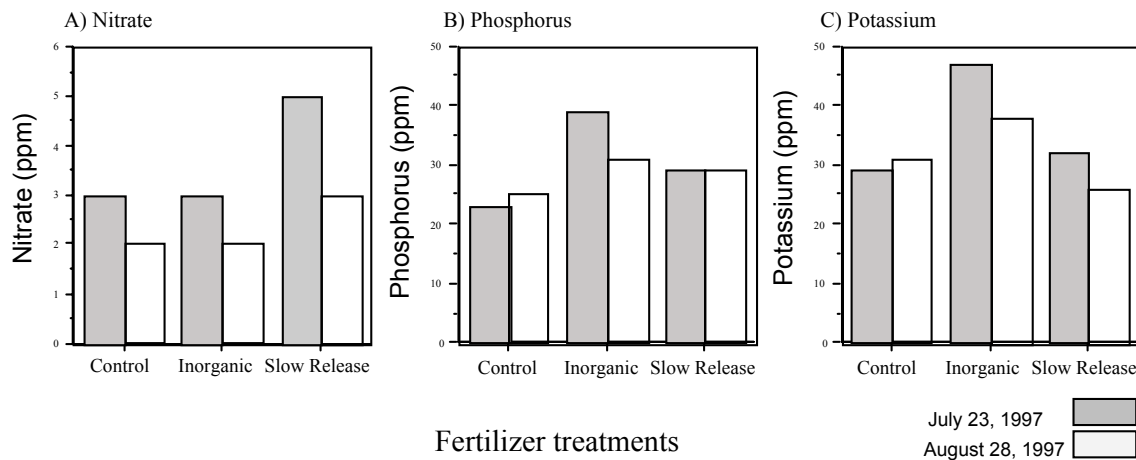 A) Nitrate
Nitrate (ppm)
6
5
4
3
2
1
0
Control Inorganic Slow Release
B) Phosphorus
Phosphorus (ppm)
50
40
30
20
10
0
Control Inorganic Slow Release
C) Potassium
Potassium (ppm)
50
40
30
20
10
0
Control Inorganic Slow Release
Fertilizer treatments
July 23, 1997
August 28, 1997